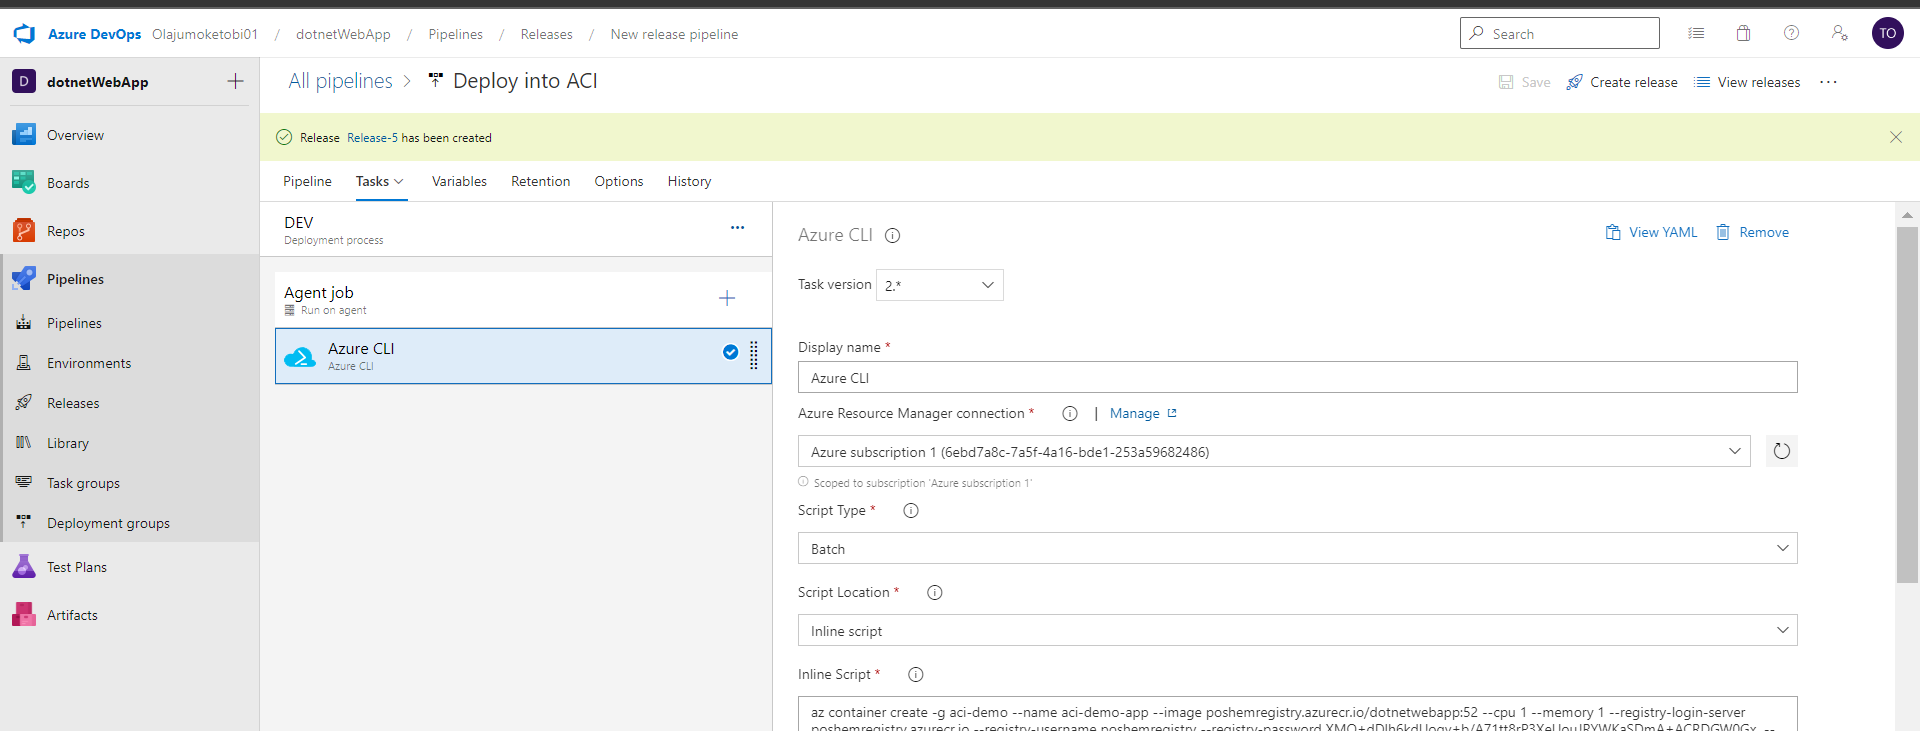 Azure DevOps Olajumoketobi01 / dotnetWebApp / Pipelines / Releases / New release pipeline
Search
TO
D dotnetWebApp
Overview
Boards
Repos
Pipelines
Pipelines
Environments
Releases
Library
Task groups
Deployment groups
Test Plans
Artifacts
All pipelines > Deploy into ACI
Save Create release View releases ...
Release Release-5 has been created
Pipeline Tasks Variables Retention Options History
DEV
Deployment process
Agent job
Run on agent
Azure CLI
Azure CLI
Azure CLI
View YAML Remove
Task version 2.*
Display name *
Azure CLI
Azure Resource Manager connection * | Manage
Azure subscription 1 (6ebd7a8c-7a5f-4a16-bde1-253a59682486)
Scoped to subscription 'Azure subscription 1'
Script Type *
Batch
Script Location *
Inline script
Inline Script *
az container create -g aci-demo --name aci-demo-app --image poshemregistry.azurecr.io/dotnetwebapp:52 --cpu 1 --memory 1 --registry-login-server
poshemregistry.azurecr.io --registry-username poshemregistry --registry-password